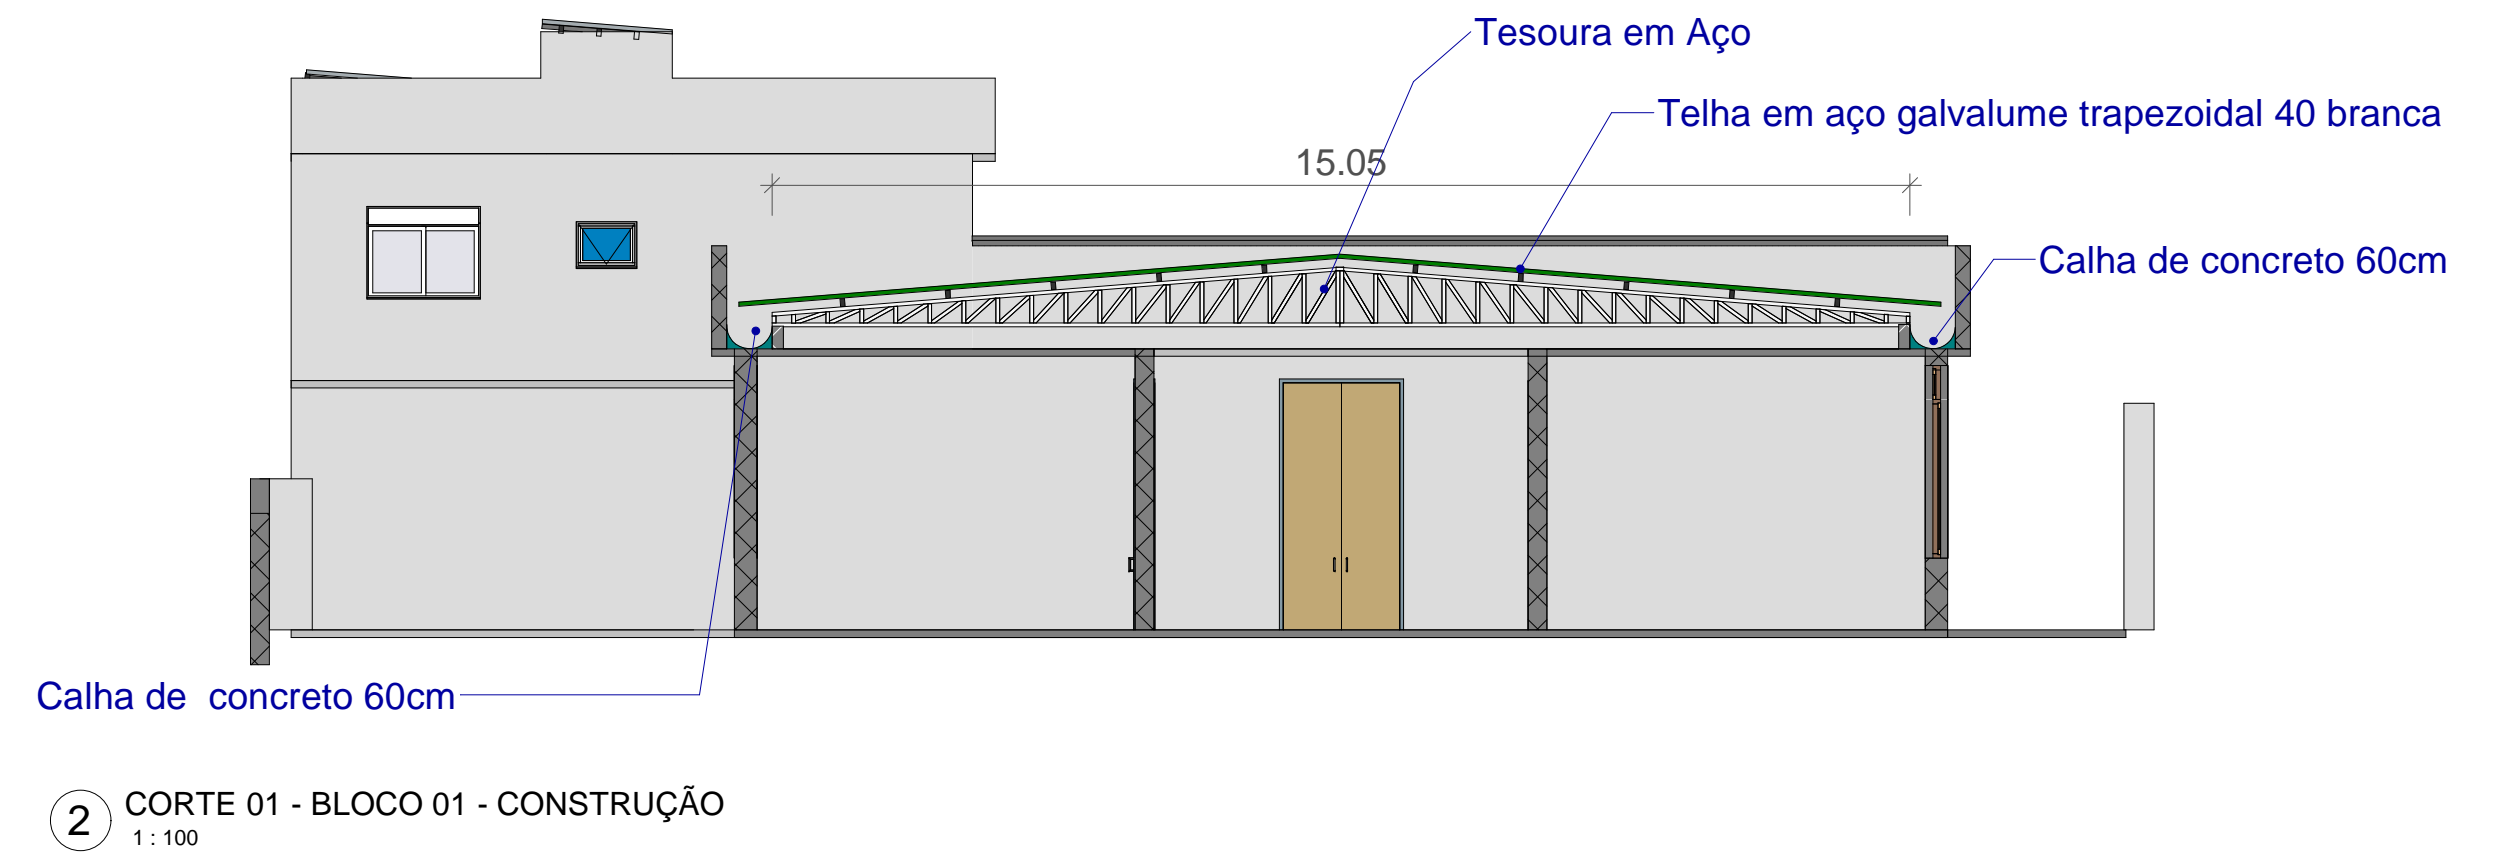 Tesoura em Aço
Telha em aço galvalume trapezoidal 40 branca
15.05
Calha de concreto 60cm
Calha de  concreto 60cm
2
CORTE 01 - BLOCO 01 - CONSTRUÇÃO
1 : 100